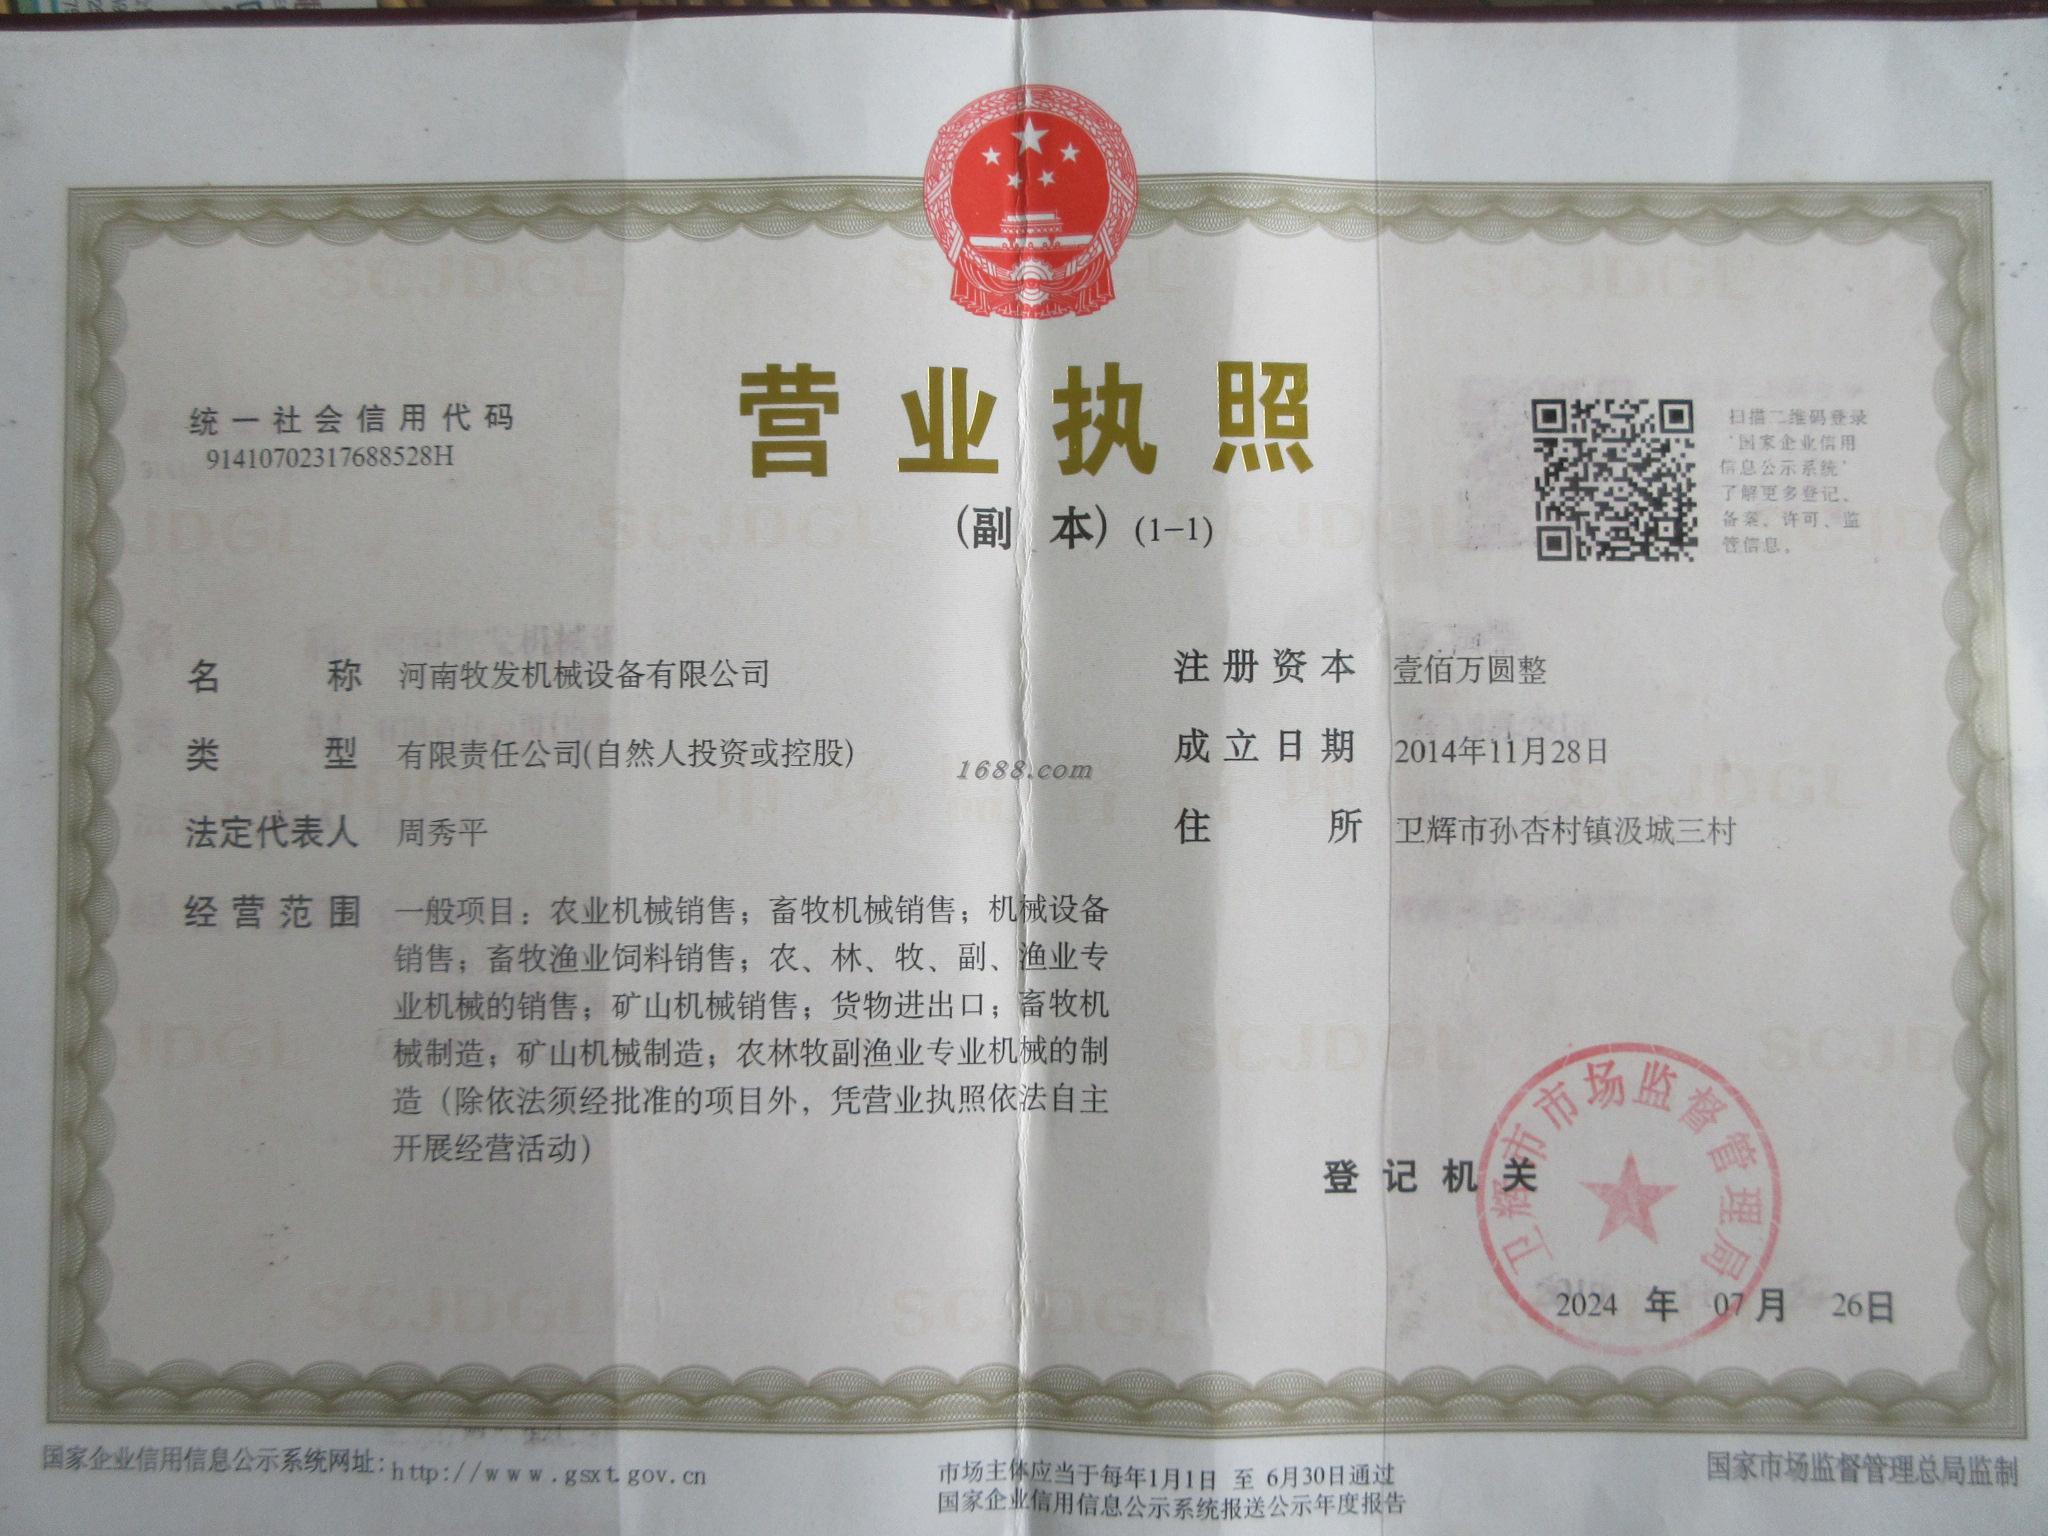 营业执照
(副 本) (1-1)
统一社会信用代码
91410702317688528H
扫描二维码登录
‘国家企业信用
信息公示系统’
了解更多登记、
备案、许可、监
管信息。
名 称 河南牧发机械设备有限公司
类 型 有限责任公司(自然人投资或控股)
法定代表人 周秀平
经营范围 一般项目：农业机械销售；畜牧机械销售；机械设备
销售；畜牧渔业饲料销售；农、林、牧、副、渔业专
业机械的销售；矿山机械销售；货物进出口；畜牧机
械制造；矿山机械制造；农林牧副渔业专业机械的制
造（除依法须经批准的项目外，凭营业执照依法自主
开展经营活动）
注册资本 壹佰万圆整
成立日期 2014年11月28日
住 所 卫辉市孙杏村镇汲城三村
1688.com
登记机关
卫辉市市场监督管理局
2024 年 07 月 26日
国家企业信用信息公示系统网址：http://www.gsxt.gov.cn
市场主体应当于每年1月1日 至 6月30日通过
国家企业信用信息公示系统报送公示年度报告
国家市场监督管理总局监制